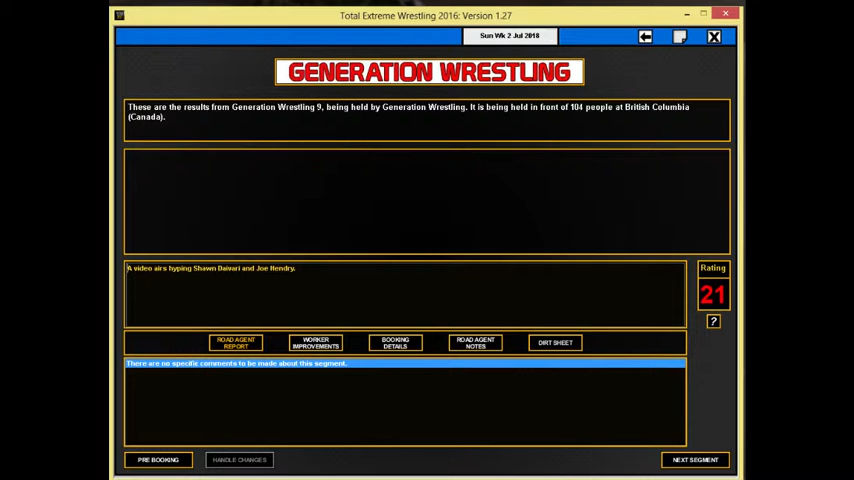 Total Extreme Wrestling 2016: Version 1.27
Sun Wk 2 Jul 2018
GENERATION WRESTLING
These are the results from Generation Wrestling 9, being held by Generation Wrestling. It is being held in front of 104 people at British Columbia
(Canada).
A video airs hyping Shawn Daivari and Joe Hendry.
Rating
21
?
ROAD AGENT
REPORT
WORKER
IMPROVEMENTS
BOOKING
DETAILS
ROAD AGENT
NOTES
DIRT SHEET
There are no specific comments to be made about this segment.
PRE BOOKING
HANDLE CHANGES
NEXT SEGMENT